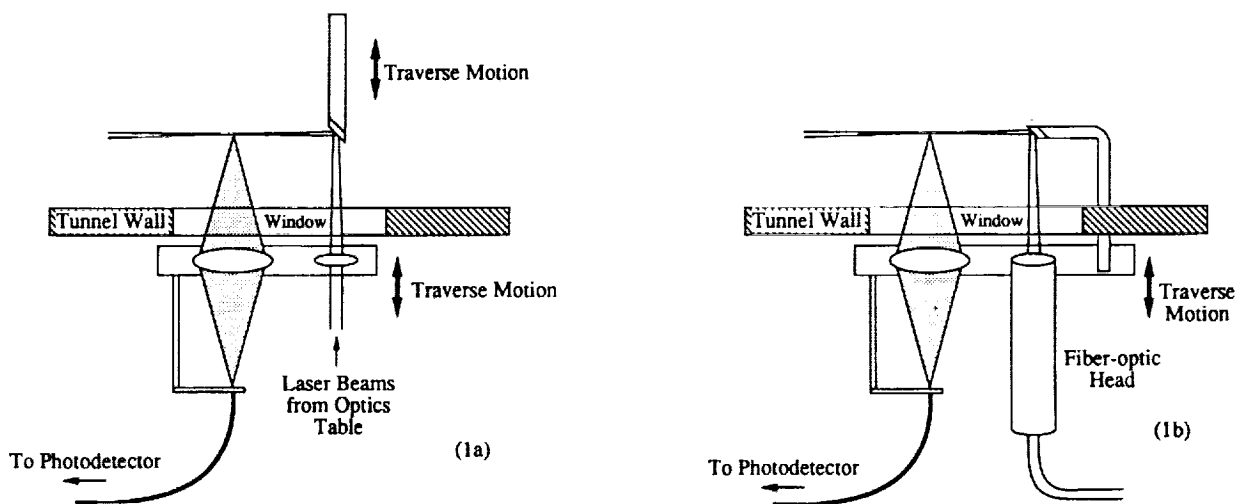 Traverse Motion
Tunnel Wall
Window
Traverse Motion
Laser Beams
from Optics
Table
(1a)
To Photodetector
Tunnel Wall
Window
Traverse
Motion
Fiber-optic
Head
(1b)
To Photodetector